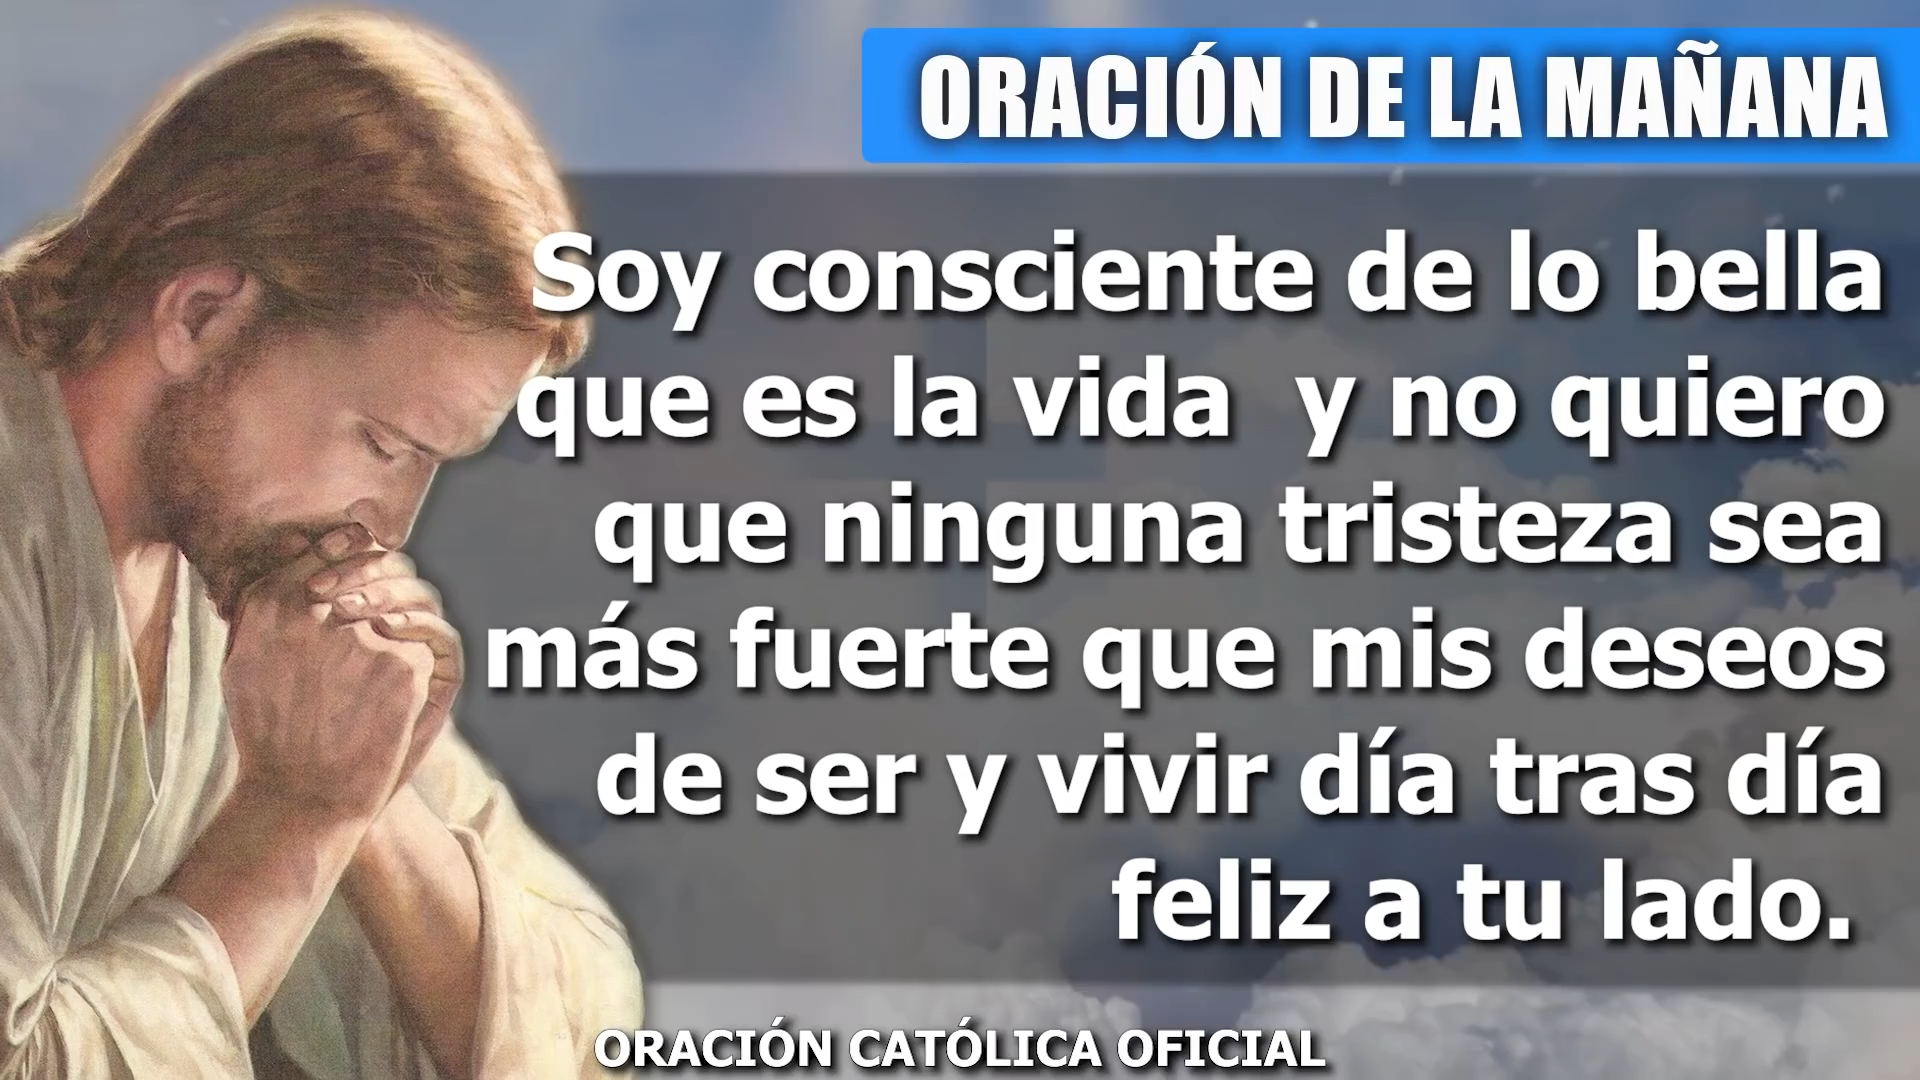 ORACIÓN DE LA MAÑANA
Soy consciente de lo bella
que es la vida  y no quiero
que ninguna tristeza sea
más fuerte que mis deseos
de ser y vivir día tras día
feliz a tu lado.
ORACIÓN CATÓLICA OFICIAL